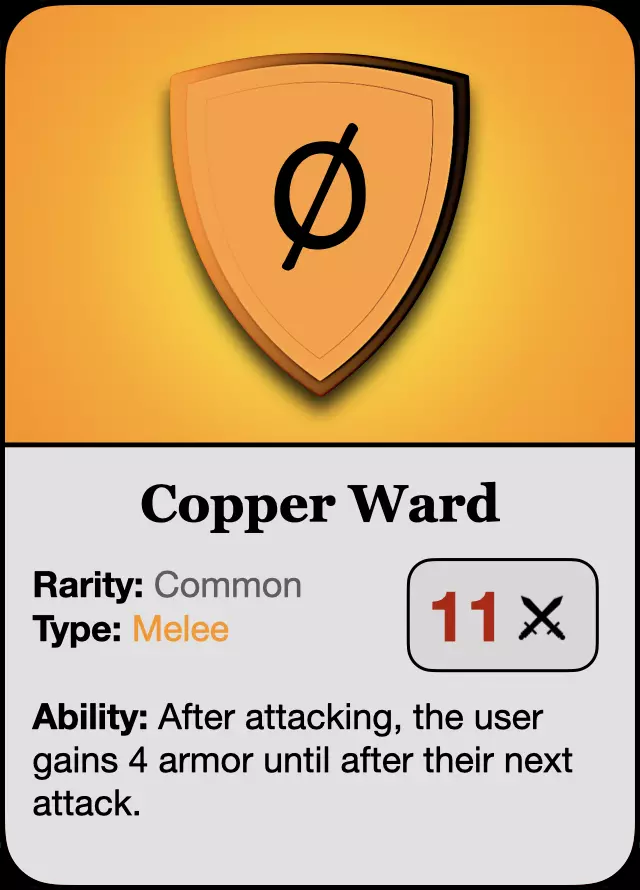 Ø
Copper Ward
Rarity: Common
Type: Melee
11
Ability: After attacking, the user
gains 4 armor until after their next
attack.